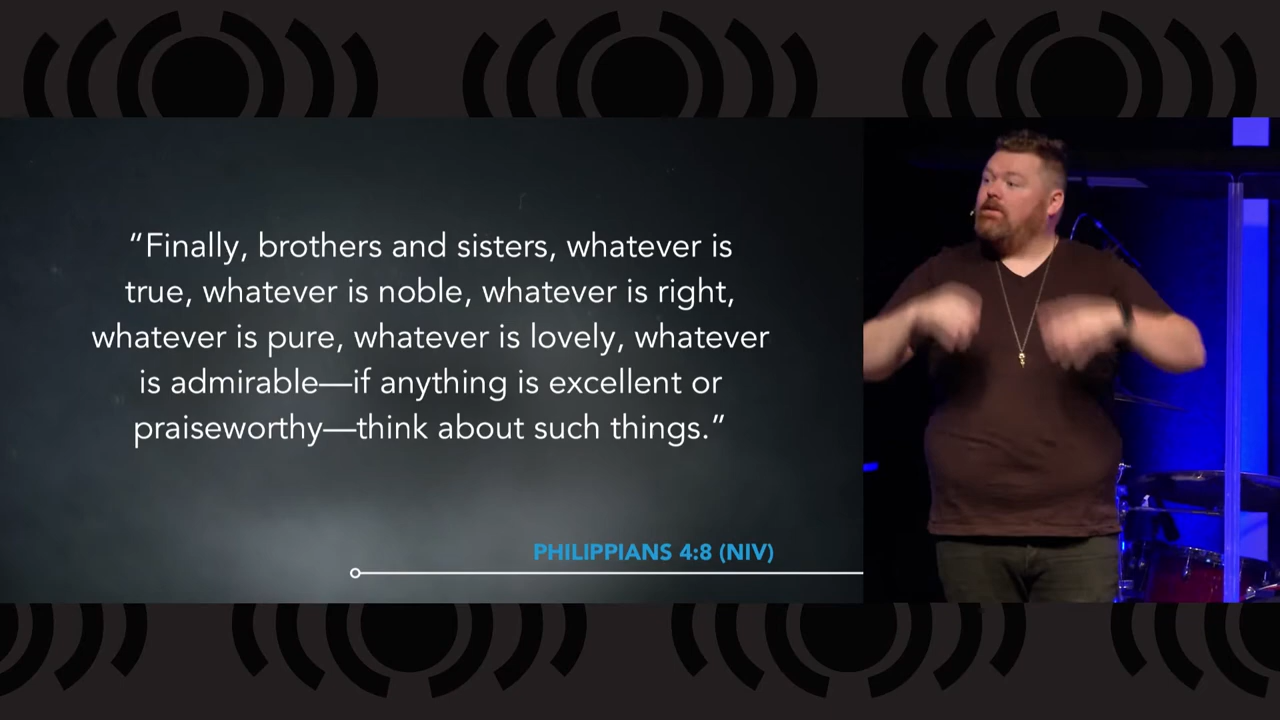 “Finally, brothers and sisters, whatever is
true, whatever is noble, whatever is right,
whatever is pure, whatever is lovely, whatever
is admirable—if anything is excellent or
praiseworthy—think about such things.”
PHILIPPIANS 4:8 (NIV)